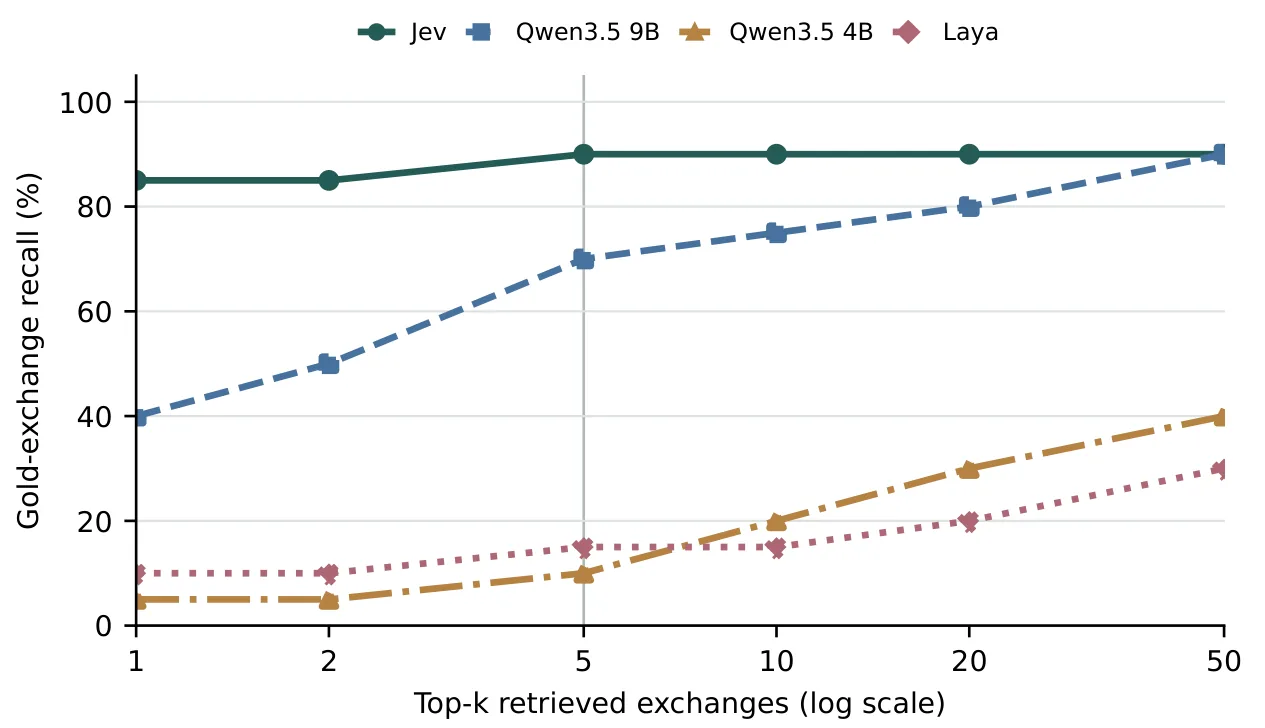 Jev Qwen3.5 9B Qwen3.5 4B Laya
100
80
60
40
20
0
Gold-exchange recall (%)
1 2 5 10 20 50
Top-k retrieved exchanges (log scale)